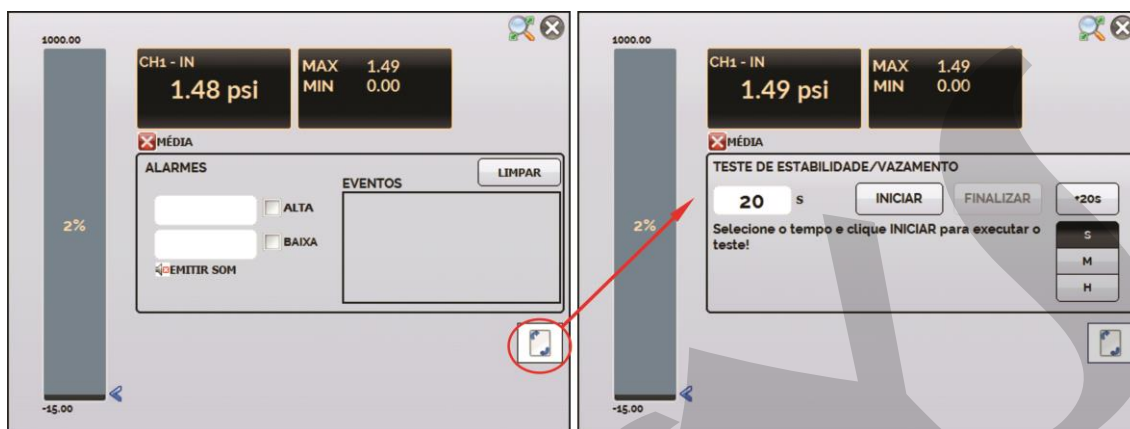 1000.00
CH1 - IN
1.48 psi
MAX 1.49
MIN 0.00
MÉDIA
ALARMES
LIMPAR
EVENTOS
ALTA
2%
BAIXA
EMITIR SOM
-15.00
1000.00
CH1 - IN
1.49 psi
MAX 1.49
MIN 0.00
MÉDIA
TESTE DE ESTABILIDADE/VAZAMENTO
20 S INICIAR FINALIZAR +20s
2%
Selecione o tempo e clique INICIAR para executar o
teste!
S
M
H
-15.00